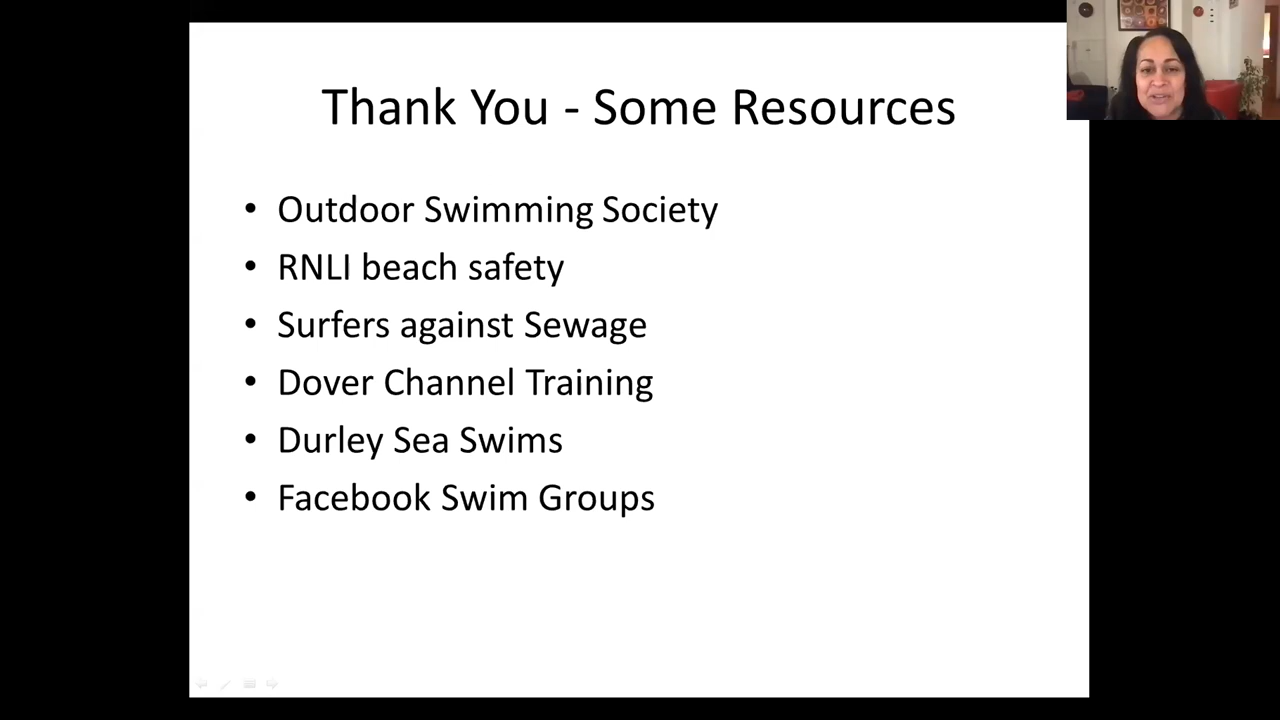 Thank You - Some Resources
• Outdoor Swimming Society
• RNLI beach safety
• Surfers against Sewage
• Dover Channel Training
• Durley Sea Swims
• Facebook Swim Groups